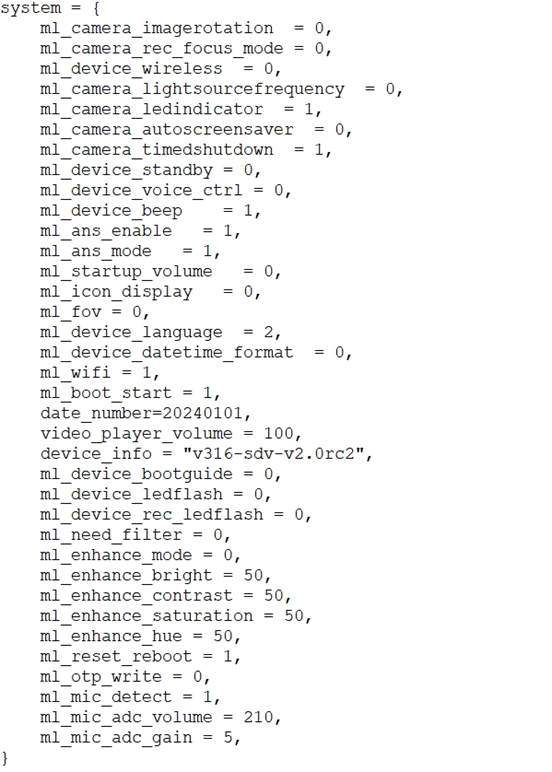 system = {
    ml_camera_imagerotation  = 0,
    ml_camera_rec_focus_mode = 0,
    ml_device_wireless  = 0,
    ml_camera_lightsourcefrequency  = 0,
    ml_camera_ledindicator  = 1,
    ml_camera_autoscreensaver  = 0,
    ml_camera_timedshutdown  = 1,
    ml_device_standby = 0,
    ml_device_voice_ctrl = 0,
    ml_device_beep    = 1,
    ml_ans_enable   = 1,
    ml_ans_mode   = 1,
    ml_startup_volume   = 0,
    ml_icon_display   = 0,
    ml_fov = 0,
    ml_device_language  = 2,
    ml_device_datetime_format  = 0,
    ml_wifi = 1,
    ml_boot_start = 1,
    date_number=20240101,
    video_player_volume = 100,
    device_info = "v316-sdv-v2.0rc2",
    ml_device_bootguide = 0,
    ml_device_ledflash = 0,
    ml_device_rec_ledflash = 0,
    ml_need_filter = 0,
    ml_enhance_mode = 0,
    ml_enhance_bright = 50,
    ml_enhance_contrast = 50,
    ml_enhance_saturation = 50,
    ml_enhance_hue = 50,
    ml_reset_reboot = 1,
    ml_otp_write = 0,
    ml_mic_detect = 1,
    ml_mic_adc_volume = 210,
    ml_mic_adc_gain = 5,
}